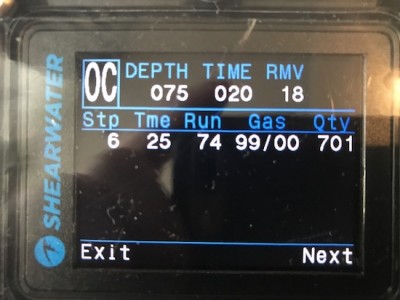 SHEARWATER
OC DEPTH TIME RMV
075 020 18
Stp Tme Run Gas Qty
6 25 74 99/00 701
Exit Next